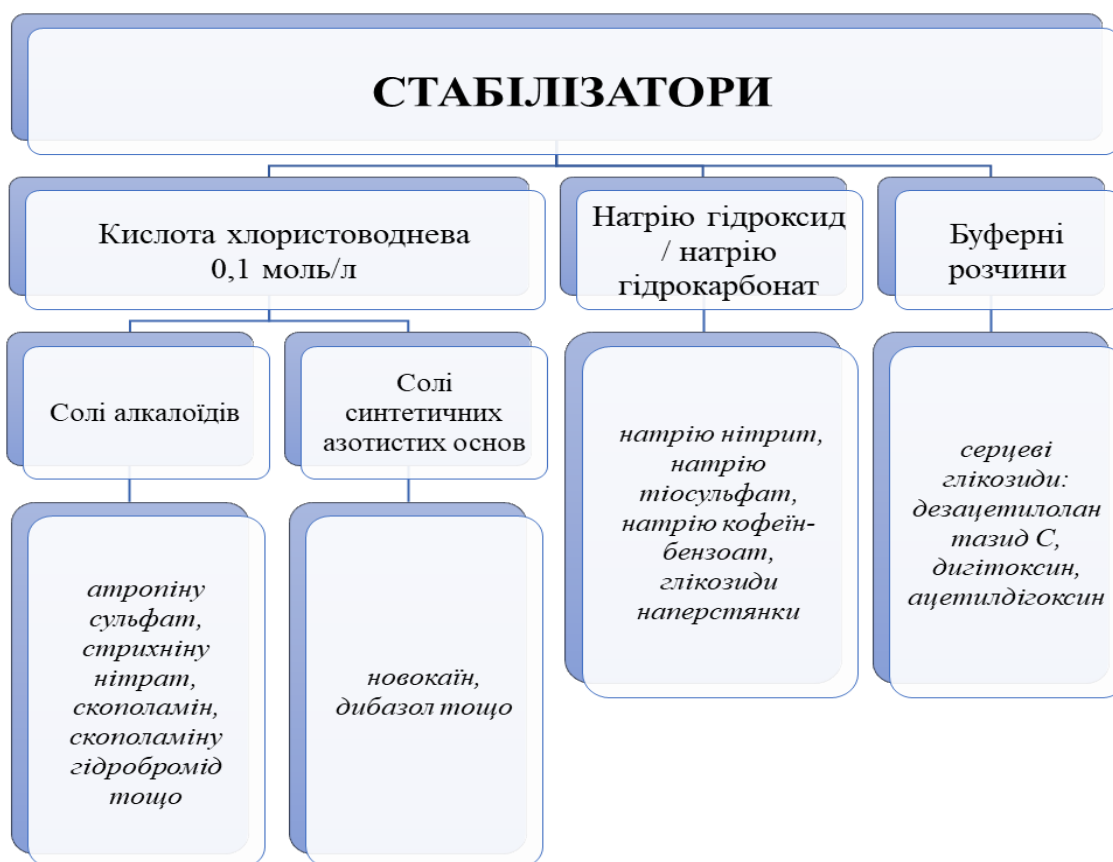 СТАБІЛІЗАТОРИ
Кислота хлористоводнева
0,1 моль/л
Натрію гідроксид
/ натрію
гідрокарбонат
Буферні
розчини
Солі алкалоїдів
Солі
синтетичних
азотистих основ
натрію нітрит,
натрію
тіосульфат,
натрію кофеїн-
бензоат,
глікозиди
наперстянки
серцеві
глікозиди:
дезацетилолан
тазид С,
дигітоксин,
ацетилдігоксин
атропіну
сульфат,
стрихніну
нітрат,
скополамін,
скополаміну
гідробромід
тощо
новокаїн,
дибазол тощо